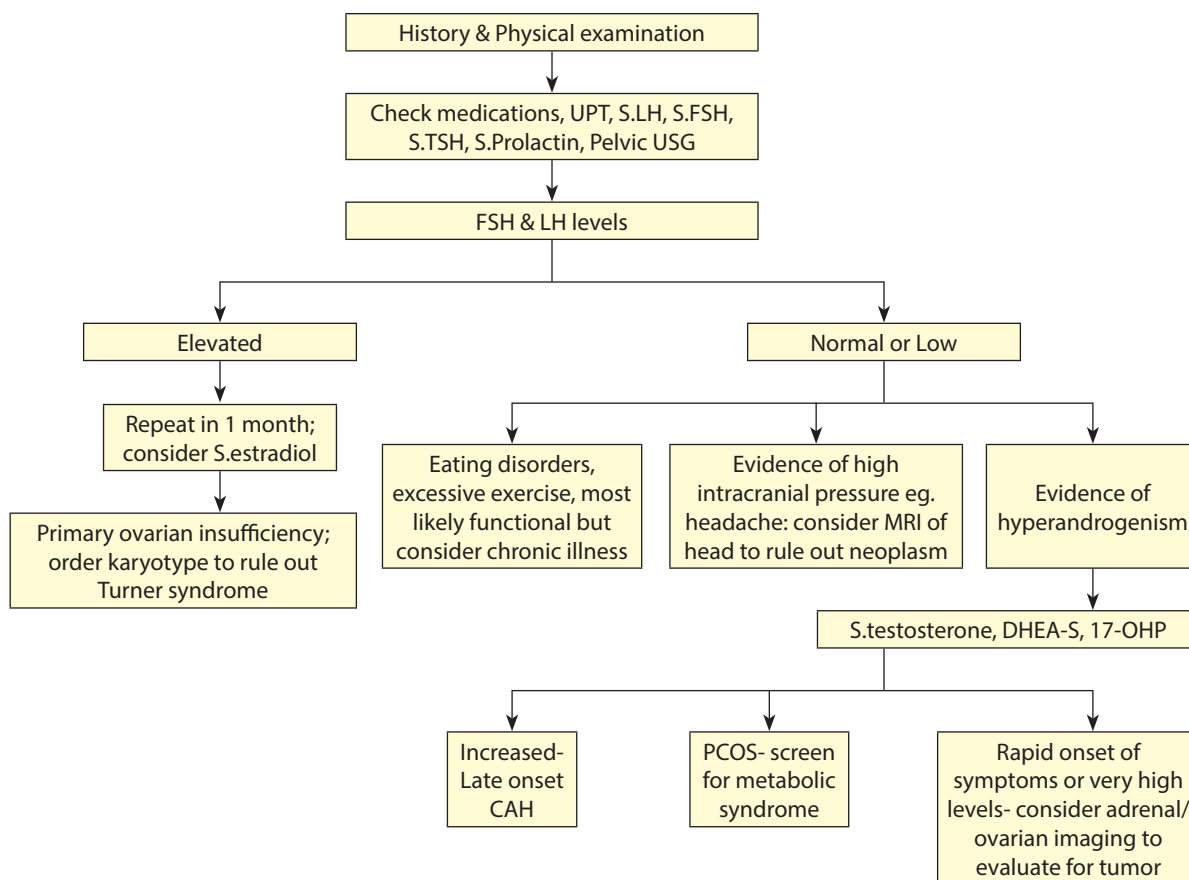 History & Physical examination
Check medications, UPT, S.LH, S.FSH,
S.TSH, S.Prolactin, Pelvic USG
FSH & LH levels
Elevated
Normal or Low
Repeat in 1 month;
consider S.estradiol
Primary ovarian insufficiency;
order karyotype to rule out
Turner syndrome
Eating disorders,
excessive exercise, most
likely functional but
consider chronic illness
Evidence of high
intracranial pressure eg.
headache: consider MRI of
head to rule out neoplasm
Evidence of
hyperandrogenism
S.testosterone, DHEA-S, 17-OHP
Increased-
Late onset
CAH
PCOS- screen
for metabolic
syndrome
Rapid onset of
symptoms or very high
levels- consider adrenal/
ovarian imaging to
evaluate for tumor